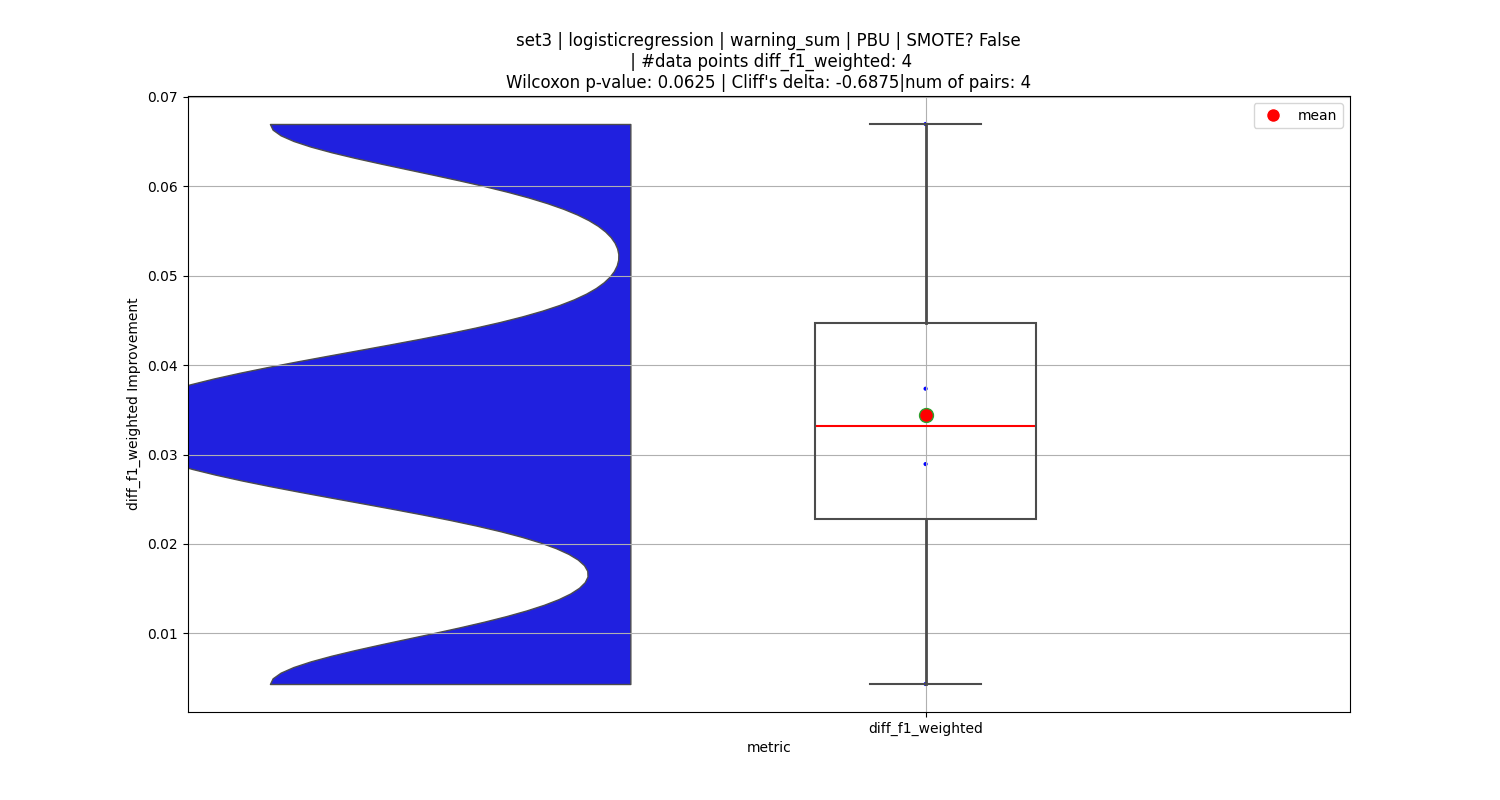 set3 | logisticregression | warning_sum | PBU | SMOTE? False
| #data points diff_f1_weighted: 4
Wilcoxon p-value: 0.0625 | Cliff's delta: -0.6875|num of pairs: 4
mean
0.07
0.06
0.05
0.04
0.03
0.02
0.01
diff_f1_weighted Improvement
diff_f1_weighted
metric